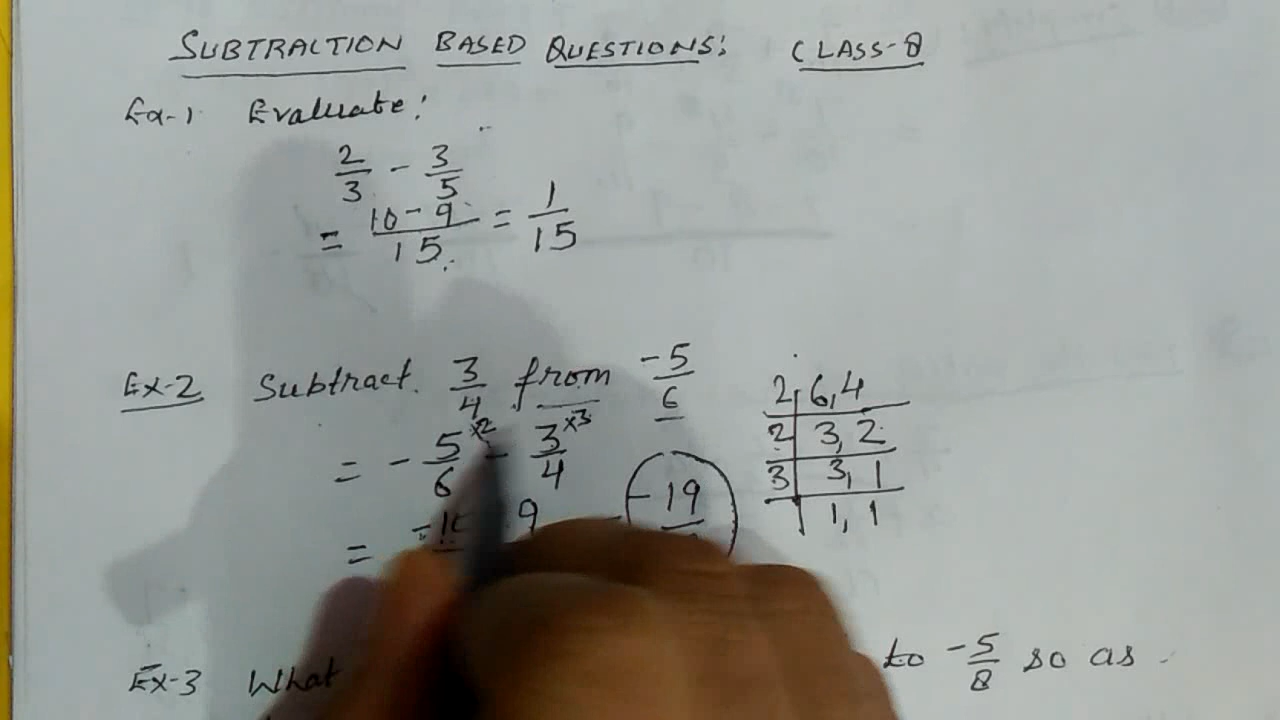 SUBTRACTION BASED QUESTIONS: CLASS-8
Ex-1 Evaluate:
2/3 - 3/5
= 10-9/15 = 1/15
Ex-2 Subtract 3/4 from -5/6
= - 5×2/6 - 3×3/4
= 9 - 19
2 | 6,4
2 | 3,2
3 | 3,1
| 1,1
Ex-3 What to -5/8 so as